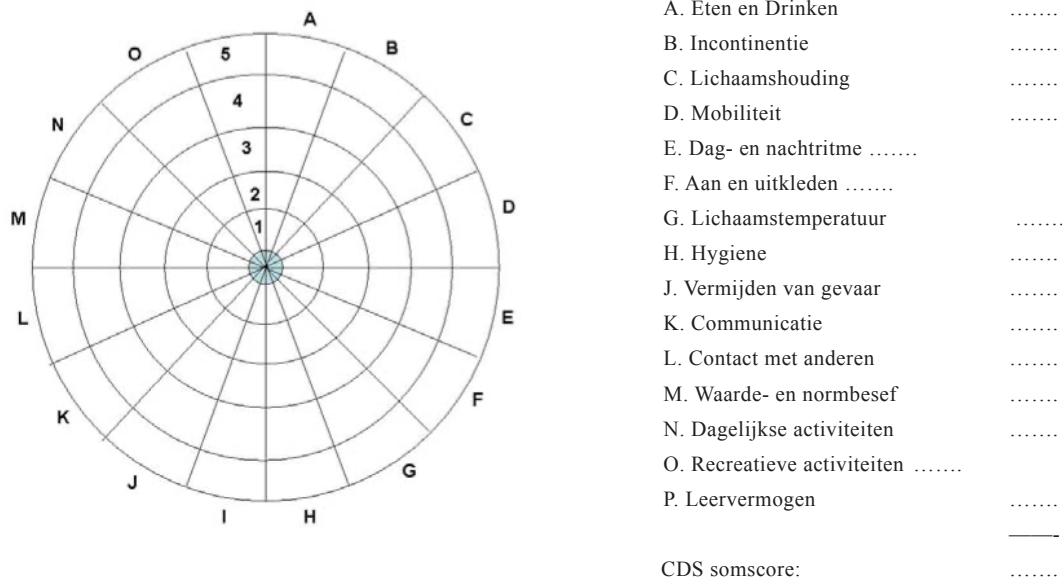 A
B
C
D
E
F
G
H
I
J
K
L
M
N
O
5
4
3
2
1
A. Eten en Drinken …….
B. Incontinentie …….
C. Lichaamshouding …….
D. Mobiliteit …….
E. Dag- en nachtritme …….
F. Aan en uitkleden …….
G. Lichaamstemperatuur …….
H. Hygiene …….
J. Vermijden van gevaar …….
K. Communicatie …….
L. Contact met anderen …….
M. Waarde- en normbesef …….
N. Dagelijkse activiteiten …….
O. Recreatieve activiteiten …….
P. Leervermogen …….
——-
CDS somscore: …….